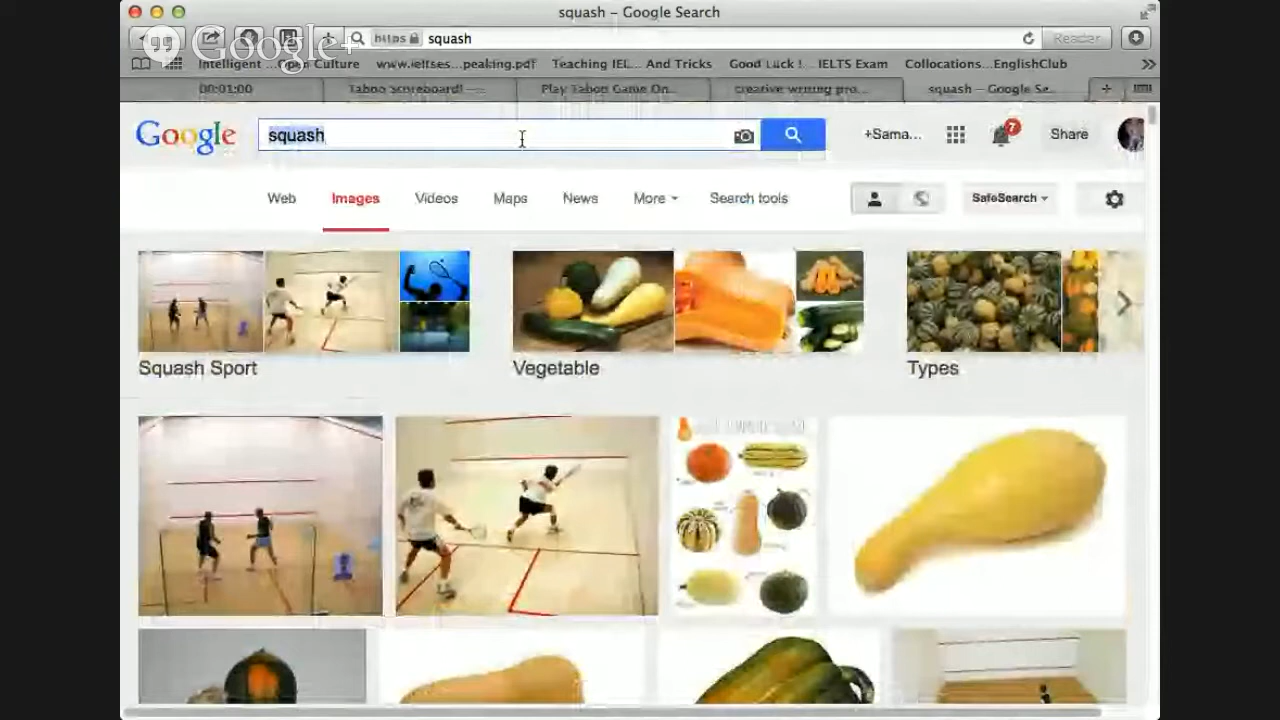 squash – Google Search
Google+
https squash
Reader
Intelligent ...Open Culture www.ieltses...peaking.pdf Teaching IEL... And Tricks Good Luck !... IELTS Exam Collocations...EnglishClub
00:01:00 Taboo Scoreboard! –... Play Taboo Game On... creative writing pro... squash – Google Se...
Google squash +Sama... 7 Share
Web Images Videos Maps News More Search tools SafeSearch
Squash Sport Vegetable Types